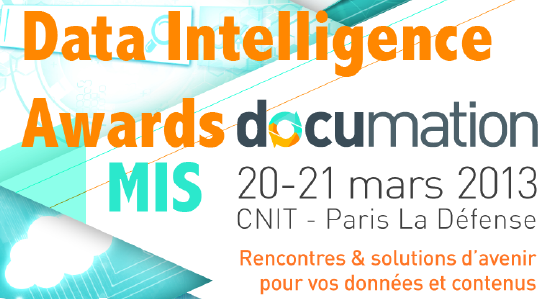 Data Intelligence
Awards documation
MIS 20-21 mars 2013
CNIT - Paris La Défense
Rencontres & solutions d'avenir
pour vos données et contenus